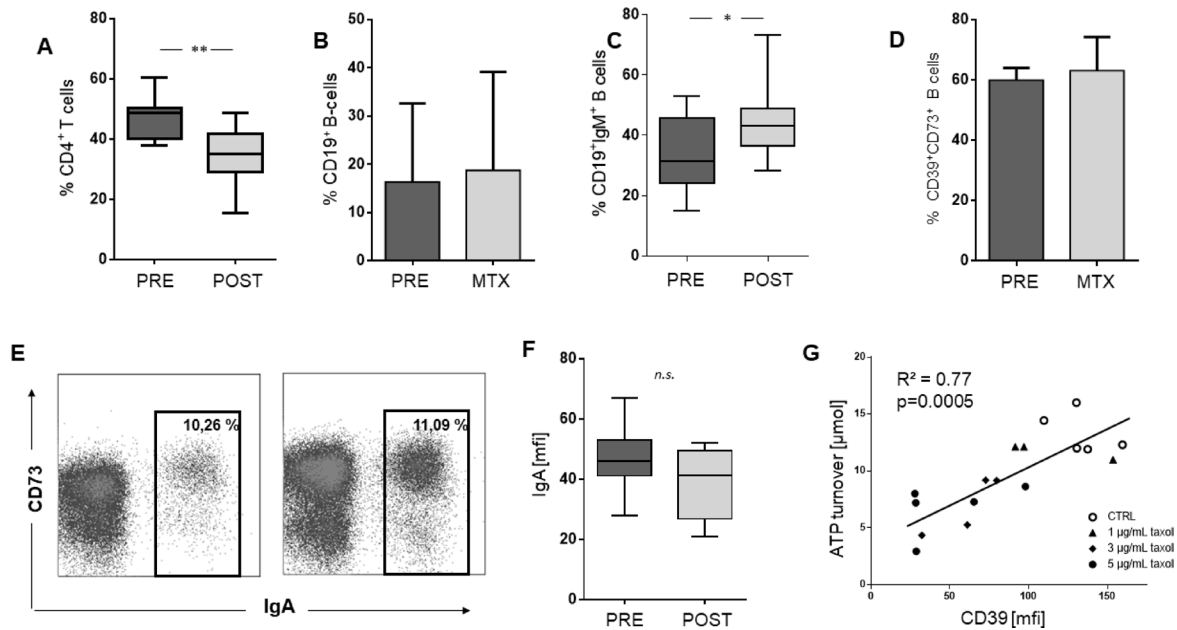 A
**
% CD4+ T cells
80
60
40
20
0
PRE
POST
B
% CD19+ B-cells
50
40
30
20
10
0
PRE
MTX
C
*
% CD19+IgM+ B cells
80
60
40
20
0
PRE
POST
D
% CD39+CD73+ B cells
80
60
40
20
0
PRE
MTX
E
10,26 %
11,09 %
CD73
IgA
F
n.s.
IgA [mfi]
80
60
40
20
0
PRE
POST
G
R² = 0.77
p=0.0005
ATP turnover [µmol]
20
15
10
5
0
0
50
100
150
CD39 [mfi]
CTRL
1 µg/mL taxol
3 µg/mL taxol
5 µg/mL taxol